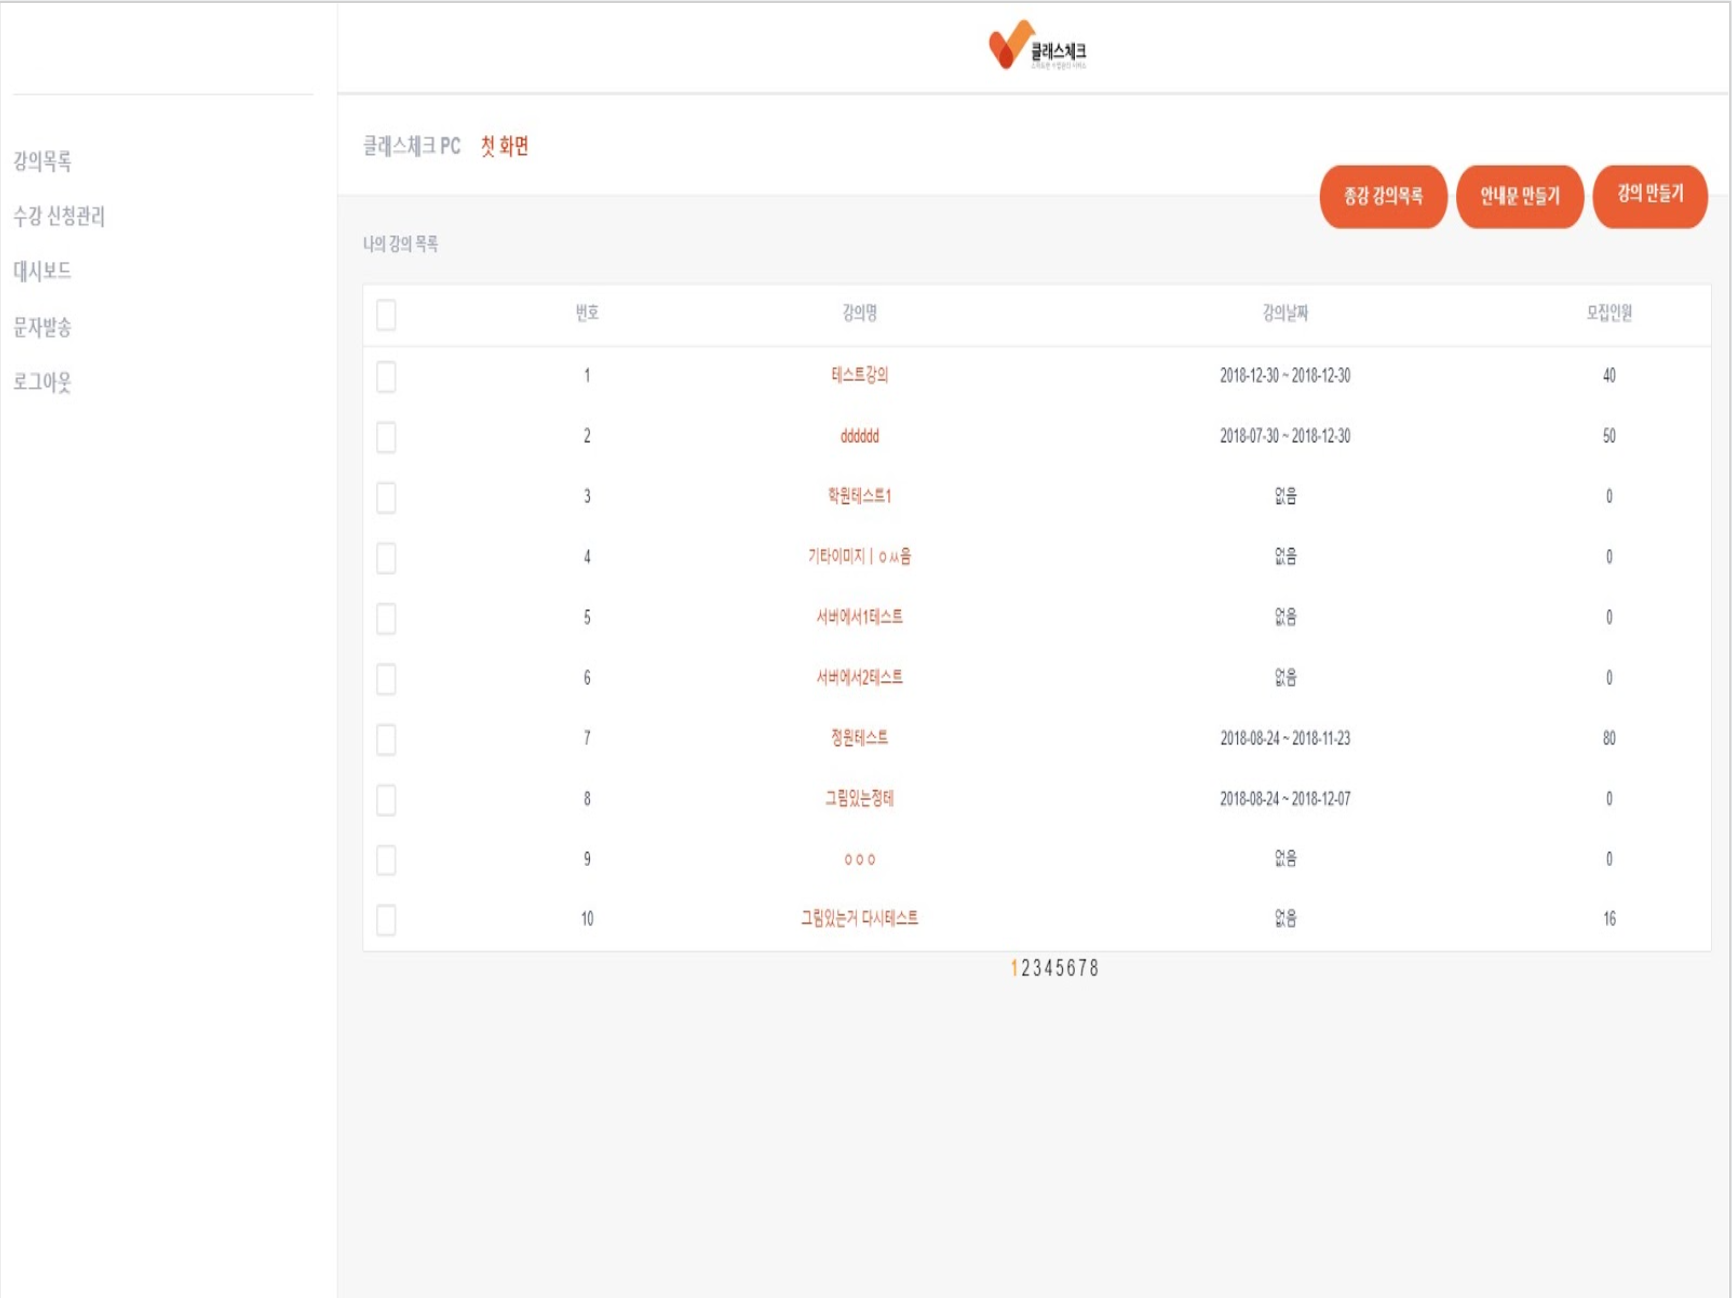 클래스체크
강의목록
수강 신청관리
대시보드
문자발송
로그아웃
클래스체크 PC 첫 화면
종강 강의목록 안내문 만들기 강의 만들기
나의 강의 목록
번호 강의명 강의날짜 모집인원
1 테스트강의 2018-12-30 ~ 2018-12-30 40
2 dddddd 2018-07-30 ~ 2018-12-30 50
3 학원테스트1 없음 0
4 기타이미지ㅣㅇㅆ음 없음 0
5 서버에서1테스트 없음 0
6 서버에서2테스트 없음 0
7 정원테스트 2018-08-24 ~ 2018-11-23 80
8 그림있는정테 2018-08-24 ~ 2018-12-07 0
9 ㅇㅇㅇ 없음 0
10 그림있는거 다시테스트 없음 16
1 2 3 4 5 6 7 8